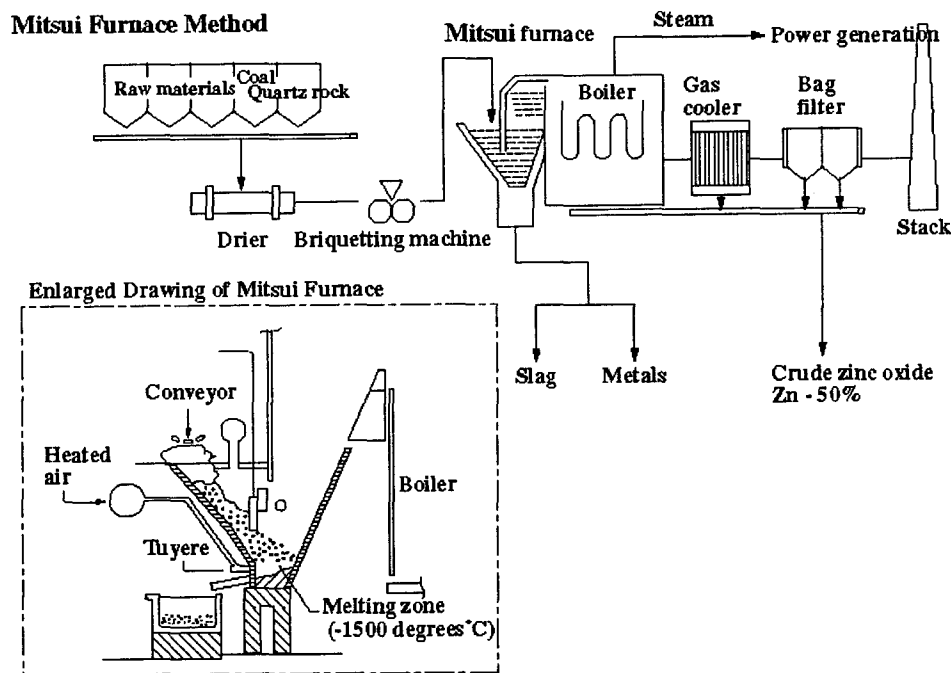 Mitsui Furnace Method
Raw materials
Coal
Quartz rock
Drier
Briquetting machine
Mitsui furnace
Steam
Power generation
Boiler
Gas
cooler
Bag
filter
Stack
Slag
Metals
Crude zinc oxide
Zn - 50%
Enlarged Drawing of Mitsui Furnace
Conveyor
Heated
air
Boiler
Tuyere
Melting zone
(-1500 degrees°C)